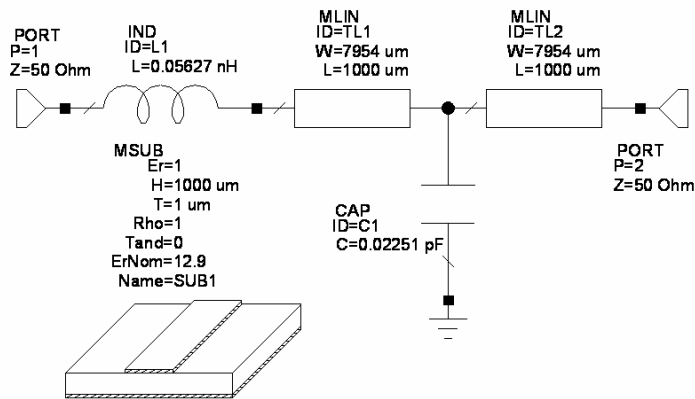 PORT
P=1
Z=50 Ohm
IND
ID=L1
L=0.05627 nH
MLIN
ID=TL1
W=7954 um
L=1000 um
MLIN
ID=TL2
W=7954 um
L=1000 um
MSUB
Er=1
H=1000 um
T=1 um
Rho=1
Tand=0
ErNom=12.9
Name=SUB1
CAP
ID=C1
C=0.02251 pF
PORT
P=2
Z=50 Ohm